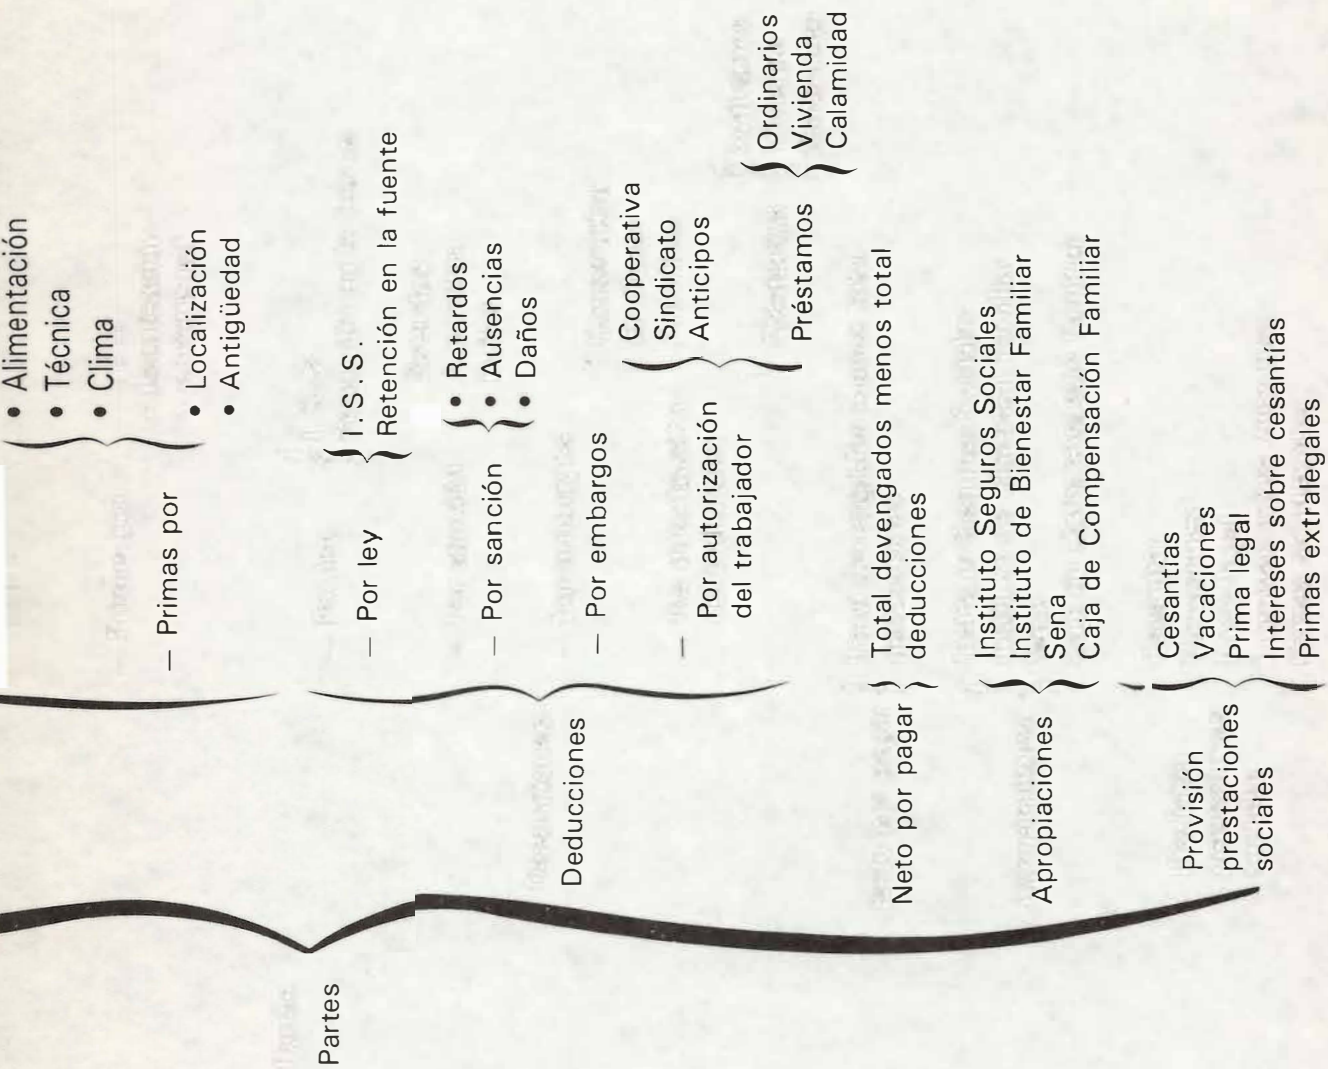 Partes
— Primas por
• Alimentación
• Técnica
• Clima
• Localización
• Antigüedad
Deducciones
— Por ley
I. S. S.
Retención en la fuente
— Por sanción
• Retardos
• Ausencias
• Daños
— Por embargos
— Por autorización
del trabajador
Cooperativa
Sindicato
Anticipos
Préstamos
Ordinarios
Vivienda
Calamidad
Neto por pagar
Total devengados menos total
deducciones
Apropiaciones
Instituto Seguros Sociales
Instituto de Bienestar Familiar
Sena
Caja de Compensación Familiar
Provisión
prestaciones
sociales
Cesantías
Vacaciones
Prima legal
Intereses sobre cesantías
Primas extralegales